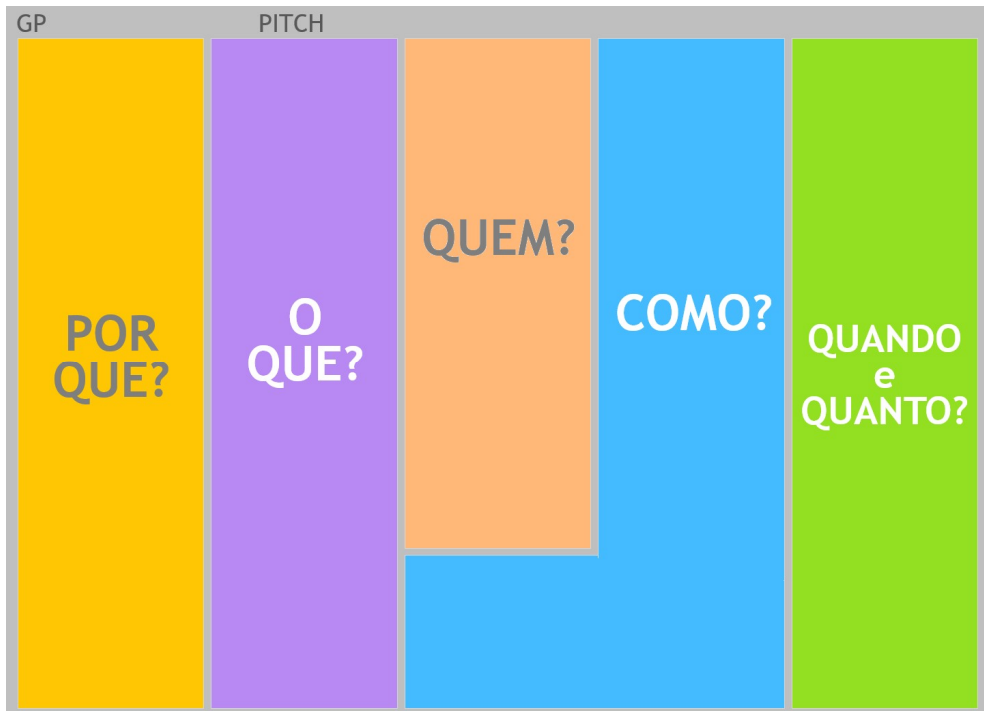 GP PITCH
POR
QUE?
O
QUE?
QUEM?
COMO?
QUANDO
e
QUANTO?